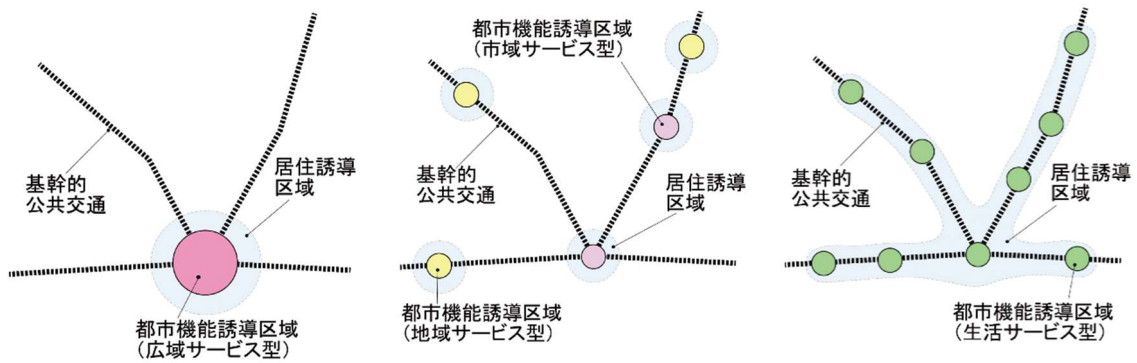 基幹的
公共交通
居住誘導
区域
都市機能誘導区域
(広域サービス型)
都市機能誘導区域
(市域サービス型)
基幹的
公共交通
居住誘導
区域
都市機能誘導区域
(地域サービス型)
基幹的
公共交通
居住誘導
区域
都市機能誘導区域
(生活サービス型)